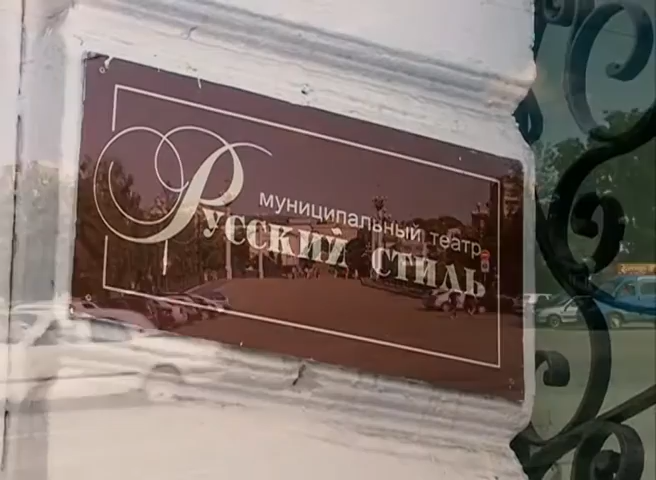 муниципальный театр
Русский стиль